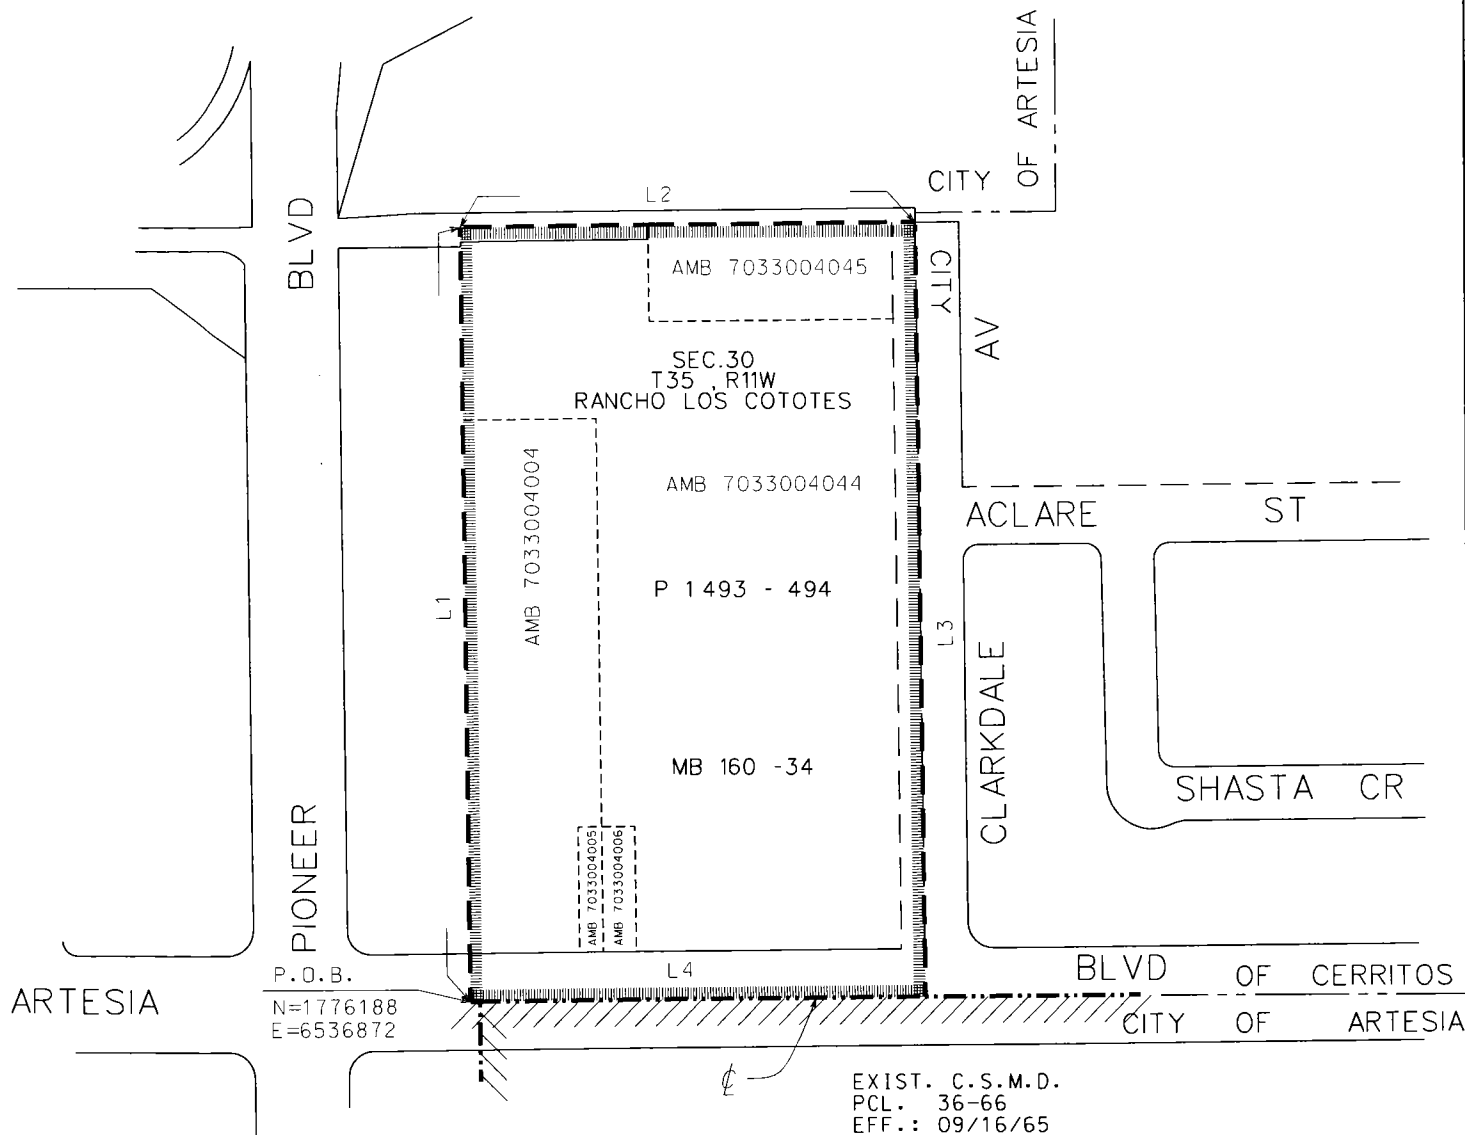 CITY OF ARTESIA
BLVD
L2
CITY
AV
AMB 7033004045
SEC.30
T35 , R11W
RANCHO LOS COTOTES
AMB 7033004004
AMB 7033004044
ACLARE ST
P 1493 - 494
L1
L3
CLARKDALE
MB 160 -34
SHASTA CR
PIONEER
AMB 7033004005
AMB 7033004006
L4
P.O.B.
N=1776188
E=6536872
ARTESIA
BLVD OF CERRITOS
CITY OF ARTESIA
℄
EXIST. C.S.M.D.
PCL. 36-66
EFF.: 09/16/65